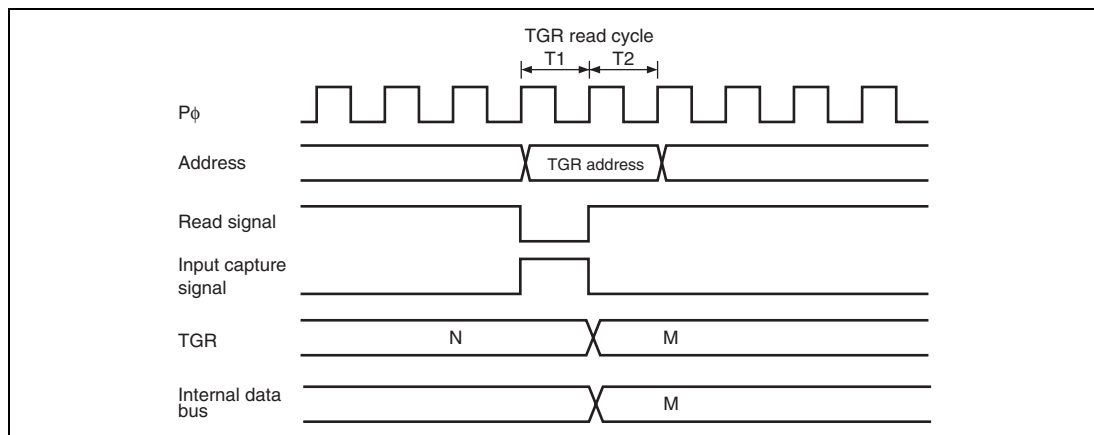 TGR read cycle
T1 T2
Pϕ
Address
TGR address
Read signal
Input capture
signal
TGR
N M
Internal data
bus
M